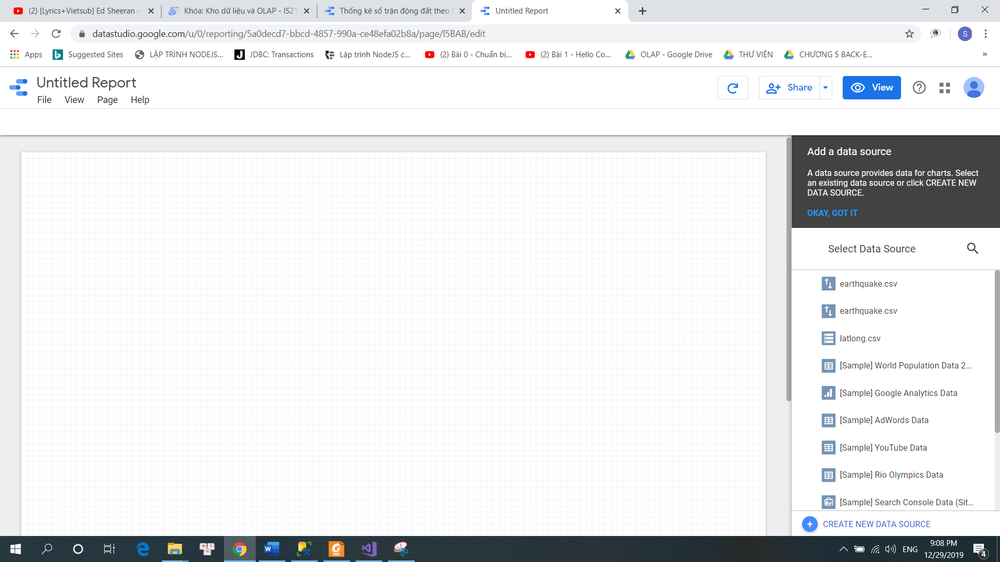 (2) [Lyrics+Vietsub] Ed Sheeran -
Khóa: Kho dữ liệu và OLAP - IS21
Thống kê số trận động đất theo
Untitled Report
datastudio.google.com/u/0/reporting/5a0decd7-bbcd-4857-990a-ce48efa02b8a/page/l5BAB/edit
S
Apps
Suggested Sites
LẬP TRÌNH NODEJS...
JDBC: Transactions
Lập trình NodeJS c...
(2) Bài 0 - Chuẩn bị...
(2) Bài 1 - Hello Co...
OLAP - Google Drive
THƯ VIỆN
CHƯƠNG 5 BACK-E...
»
Untitled Report
File View Page Help
Share
View
Add a data source
A data source provides data for charts. Select
an existing data source or click CREATE NEW
DATA SOURCE.
OKAY, GOT IT
Select Data Source
earthquake.csv
earthquake.csv
latlong.csv
[Sample] World Population Data 2...
[Sample] Google Analytics Data
[Sample] AdWords Data
[Sample] YouTube Data
[Sample] Rio Olympics Data
[Sample] Search Console Data (Sit...
CREATE NEW DATA SOURCE
ENG
9:08 PM
12/29/2019
4